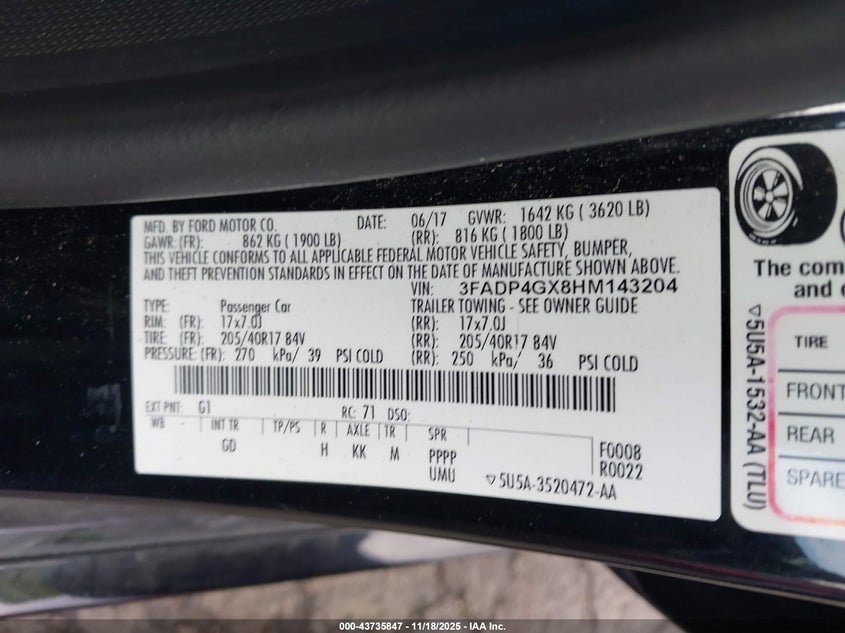 MFD. BY FORD MOTOR CO. DATE: 06/17 GVWR: 1642 KG ( 3620 LB)
GAWR: (FR): 862 KG ( 1900 LB) (RR): 816 KG ( 1800 LB)
THIS VEHICLE CONFORMS TO ALL APPLICABLE FEDERAL MOTOR VEHICLE SAFETY, BUMPER,
AND THEFT PREVENTION STANDARDS IN EFFECT ON THE DATE OF MANUFACTURE SHOWN ABOVE.
VIN: 3FADP4GX8HM143204
TYPE: Passenger Car TRAILER TOWING - SEE OWNER GUIDE
RIM: (FR): 17x7.0J (RR): 17x7.0J
TIRE: (FR): 205/40R17 84V (RR): 205/40R17 84V
PRESSURE: (FR): 270 kPa/ 39 PSI COLD (RR): 250 kPa/ 36 PSI COLD
EXT PNT: G1 RC: 71 DSO:
WB INT TR TP/PS R AXLE TR SPR
- GD H KK M PPPP F0008
UMU R0022
▽5U5A-3520472-AA
The com
and c
▽5U5A-1532-AA (TLU)
TIRE
FRONT
REAR
SPARE
000-43735847 - 11/18/2025 - IAA Inc.